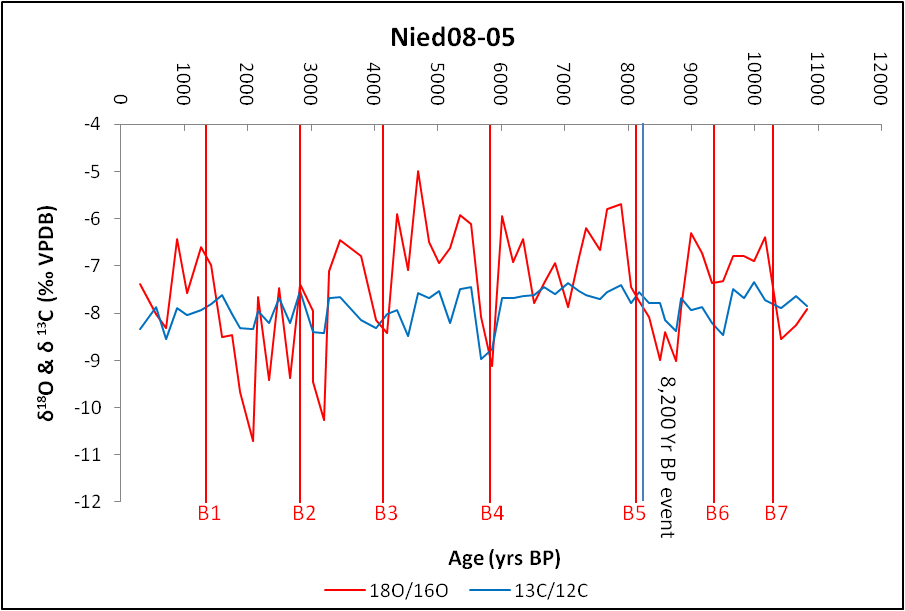 Nied08-05
0 1000 2000 3000 4000 5000 6000 7000 8000 9000 10000 11000 12000
-4
-5
-6
-7
-8
-9
-10
-11
-12
δ¹⁸O & δ ¹³C (‰ VPDB)
8,200 Yr BP event
B1 B2 B3 B4 B5 B6 B7
Age (yrs BP)
18O/16O 13C/12C